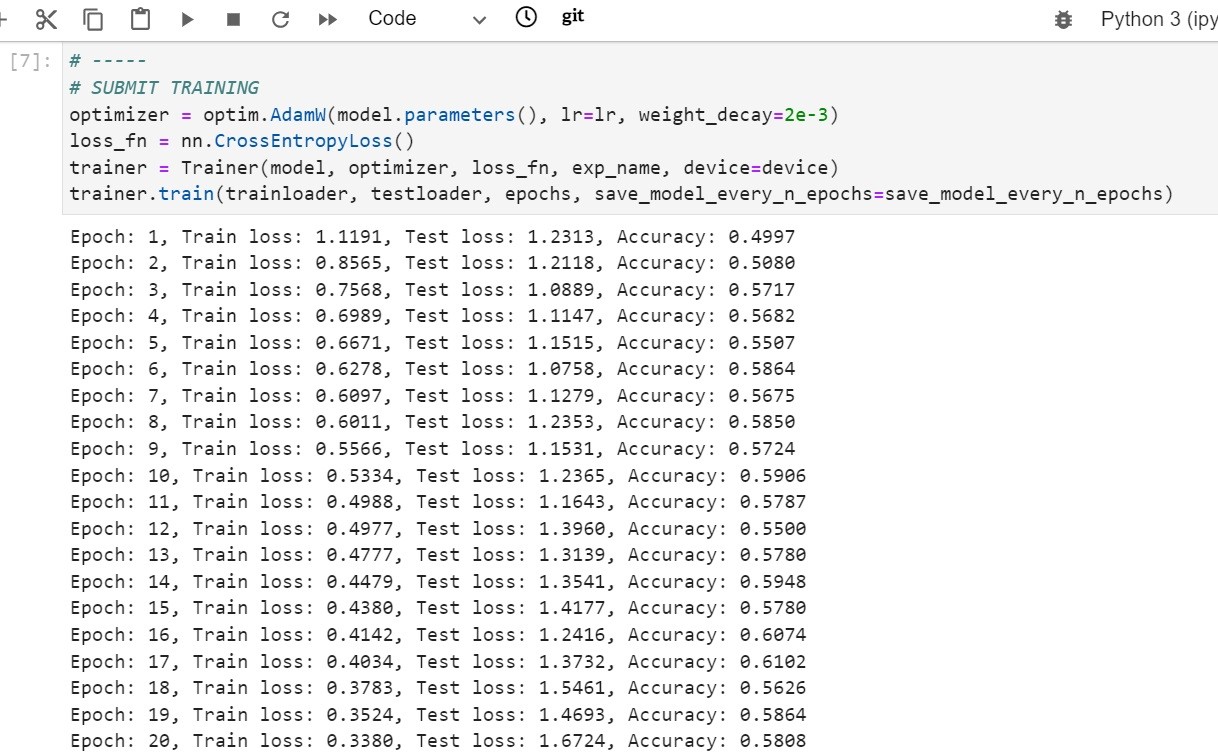 Code
git
Python 3 (ipy
[7]:
# -----
# SUBMIT TRAINING
optimizer = optim.AdamW(model.parameters(), lr=lr, weight_decay=2e-3)
loss_fn = nn.CrossEntropyLoss()
trainer = Trainer(model, optimizer, loss_fn, exp_name, device=device)
trainer.train(trainloader, testloader, epochs, save_model_every_n_epochs=save_model_every_n_epochs)
Epoch: 1, Train loss: 1.1191, Test loss: 1.2313, Accuracy: 0.4997
Epoch: 2, Train loss: 0.8565, Test loss: 1.2118, Accuracy: 0.5080
Epoch: 3, Train loss: 0.7568, Test loss: 1.0889, Accuracy: 0.5717
Epoch: 4, Train loss: 0.6989, Test loss: 1.1147, Accuracy: 0.5682
Epoch: 5, Train loss: 0.6671, Test loss: 1.1515, Accuracy: 0.5507
Epoch: 6, Train loss: 0.6278, Test loss: 1.0758, Accuracy: 0.5864
Epoch: 7, Train loss: 0.6097, Test loss: 1.1279, Accuracy: 0.5675
Epoch: 8, Train loss: 0.6011, Test loss: 1.2353, Accuracy: 0.5850
Epoch: 9, Train loss: 0.5566, Test loss: 1.1531, Accuracy: 0.5724
Epoch: 10, Train loss: 0.5334, Test loss: 1.2365, Accuracy: 0.5906
Epoch: 11, Train loss: 0.4988, Test loss: 1.1643, Accuracy: 0.5787
Epoch: 12, Train loss: 0.4977, Test loss: 1.3960, Accuracy: 0.5500
Epoch: 13, Train loss: 0.4777, Test loss: 1.3139, Accuracy: 0.5780
Epoch: 14, Train loss: 0.4479, Test loss: 1.3541, Accuracy: 0.5948
Epoch: 15, Train loss: 0.4380, Test loss: 1.4177, Accuracy: 0.5780
Epoch: 16, Train loss: 0.4142, Test loss: 1.2416, Accuracy: 0.6074
Epoch: 17, Train loss: 0.4034, Test loss: 1.3732, Accuracy: 0.6102
Epoch: 18, Train loss: 0.3783, Test loss: 1.5461, Accuracy: 0.5626
Epoch: 19, Train loss: 0.3524, Test loss: 1.4693, Accuracy: 0.5864
Epoch: 20, Train loss: 0.3380, Test loss: 1.6724, Accuracy: 0.5808